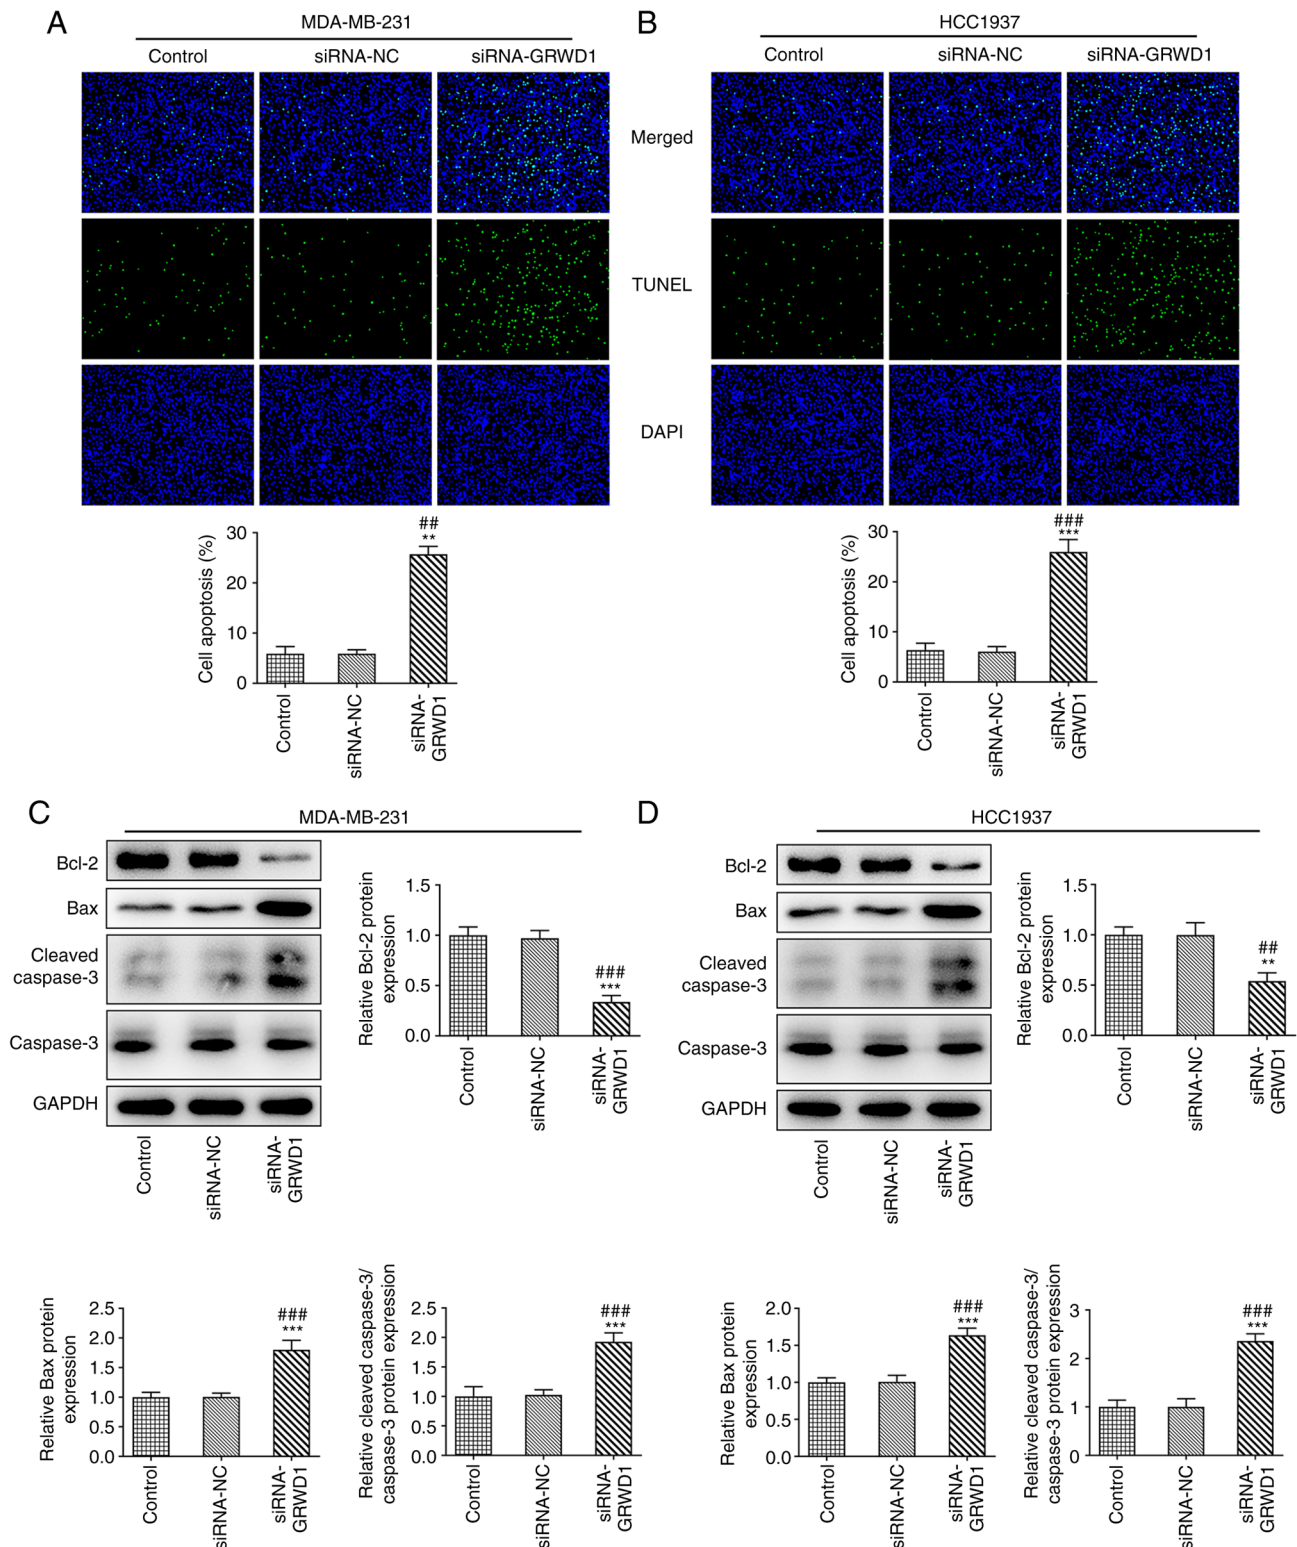 A
MDA-MB-231
Control
siRNA-NC
siRNA-GRWD1
B
HCC1937
Control
siRNA-NC
siRNA-GRWD1
Merged
TUNEL
DAPI
Cell apoptosis (%)
30
20
10
0
##
**
Control
siRNA-NC
siRNA-
GRWD1
Cell apoptosis (%)
30
20
10
0
###
***
Control
siRNA-NC
siRNA-
GRWD1
C
MDA-MB-231
Bcl-2
Bax
Cleaved
caspase-3
Caspase-3
GAPDH
Control
siRNA-NC
siRNA-
GRWD1
Relative Bcl-2 protein
expression
1.5
1.0
0.5
0.0
###
***
Control
siRNA-NC
siRNA-
GRWD1
Relative Bax protein
expression
2.5
2.0
1.5
1.0
0.5
0.0
###
***
Control
siRNA-NC
siRNA-
GRWD1
Relative cleaved caspase-3/
caspase-3 protein expression
2.5
2.0
1.5
1.0
0.5
0.0
###
***
Control
siRNA-NC
siRNA-
GRWD1
D
HCC1937
Bcl-2
Bax
Cleaved
caspase-3
Caspase-3
GAPDH
Control
siRNA-NC
siRNA-
GRWD1
Relative Bcl-2 protein
expression
1.5
1.0
0.5
0.0
##
**
Control
siRNA-NC
siRNA-
GRWD1
Relative Bax protein
expression
2.0
1.5
1.0
0.5
0.0
###
***
Control
siRNA-NC
siRNA-
GRWD1
Relative cleaved caspase-3/
caspase-3 protein expression
3
2
1
0
###
***
Control
siRNA-NC
siRNA-
GRWD1